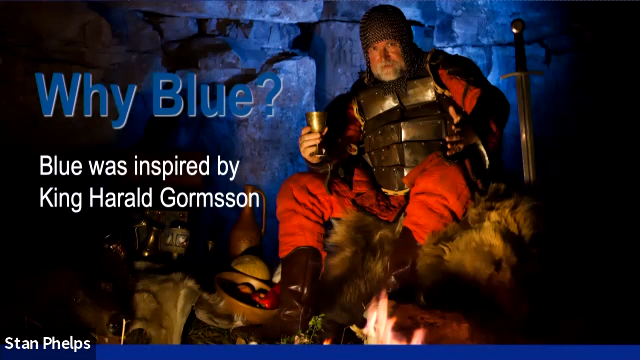 Why Blue?
Blue was inspired by
King Harald Gormsson
Stan Phelps